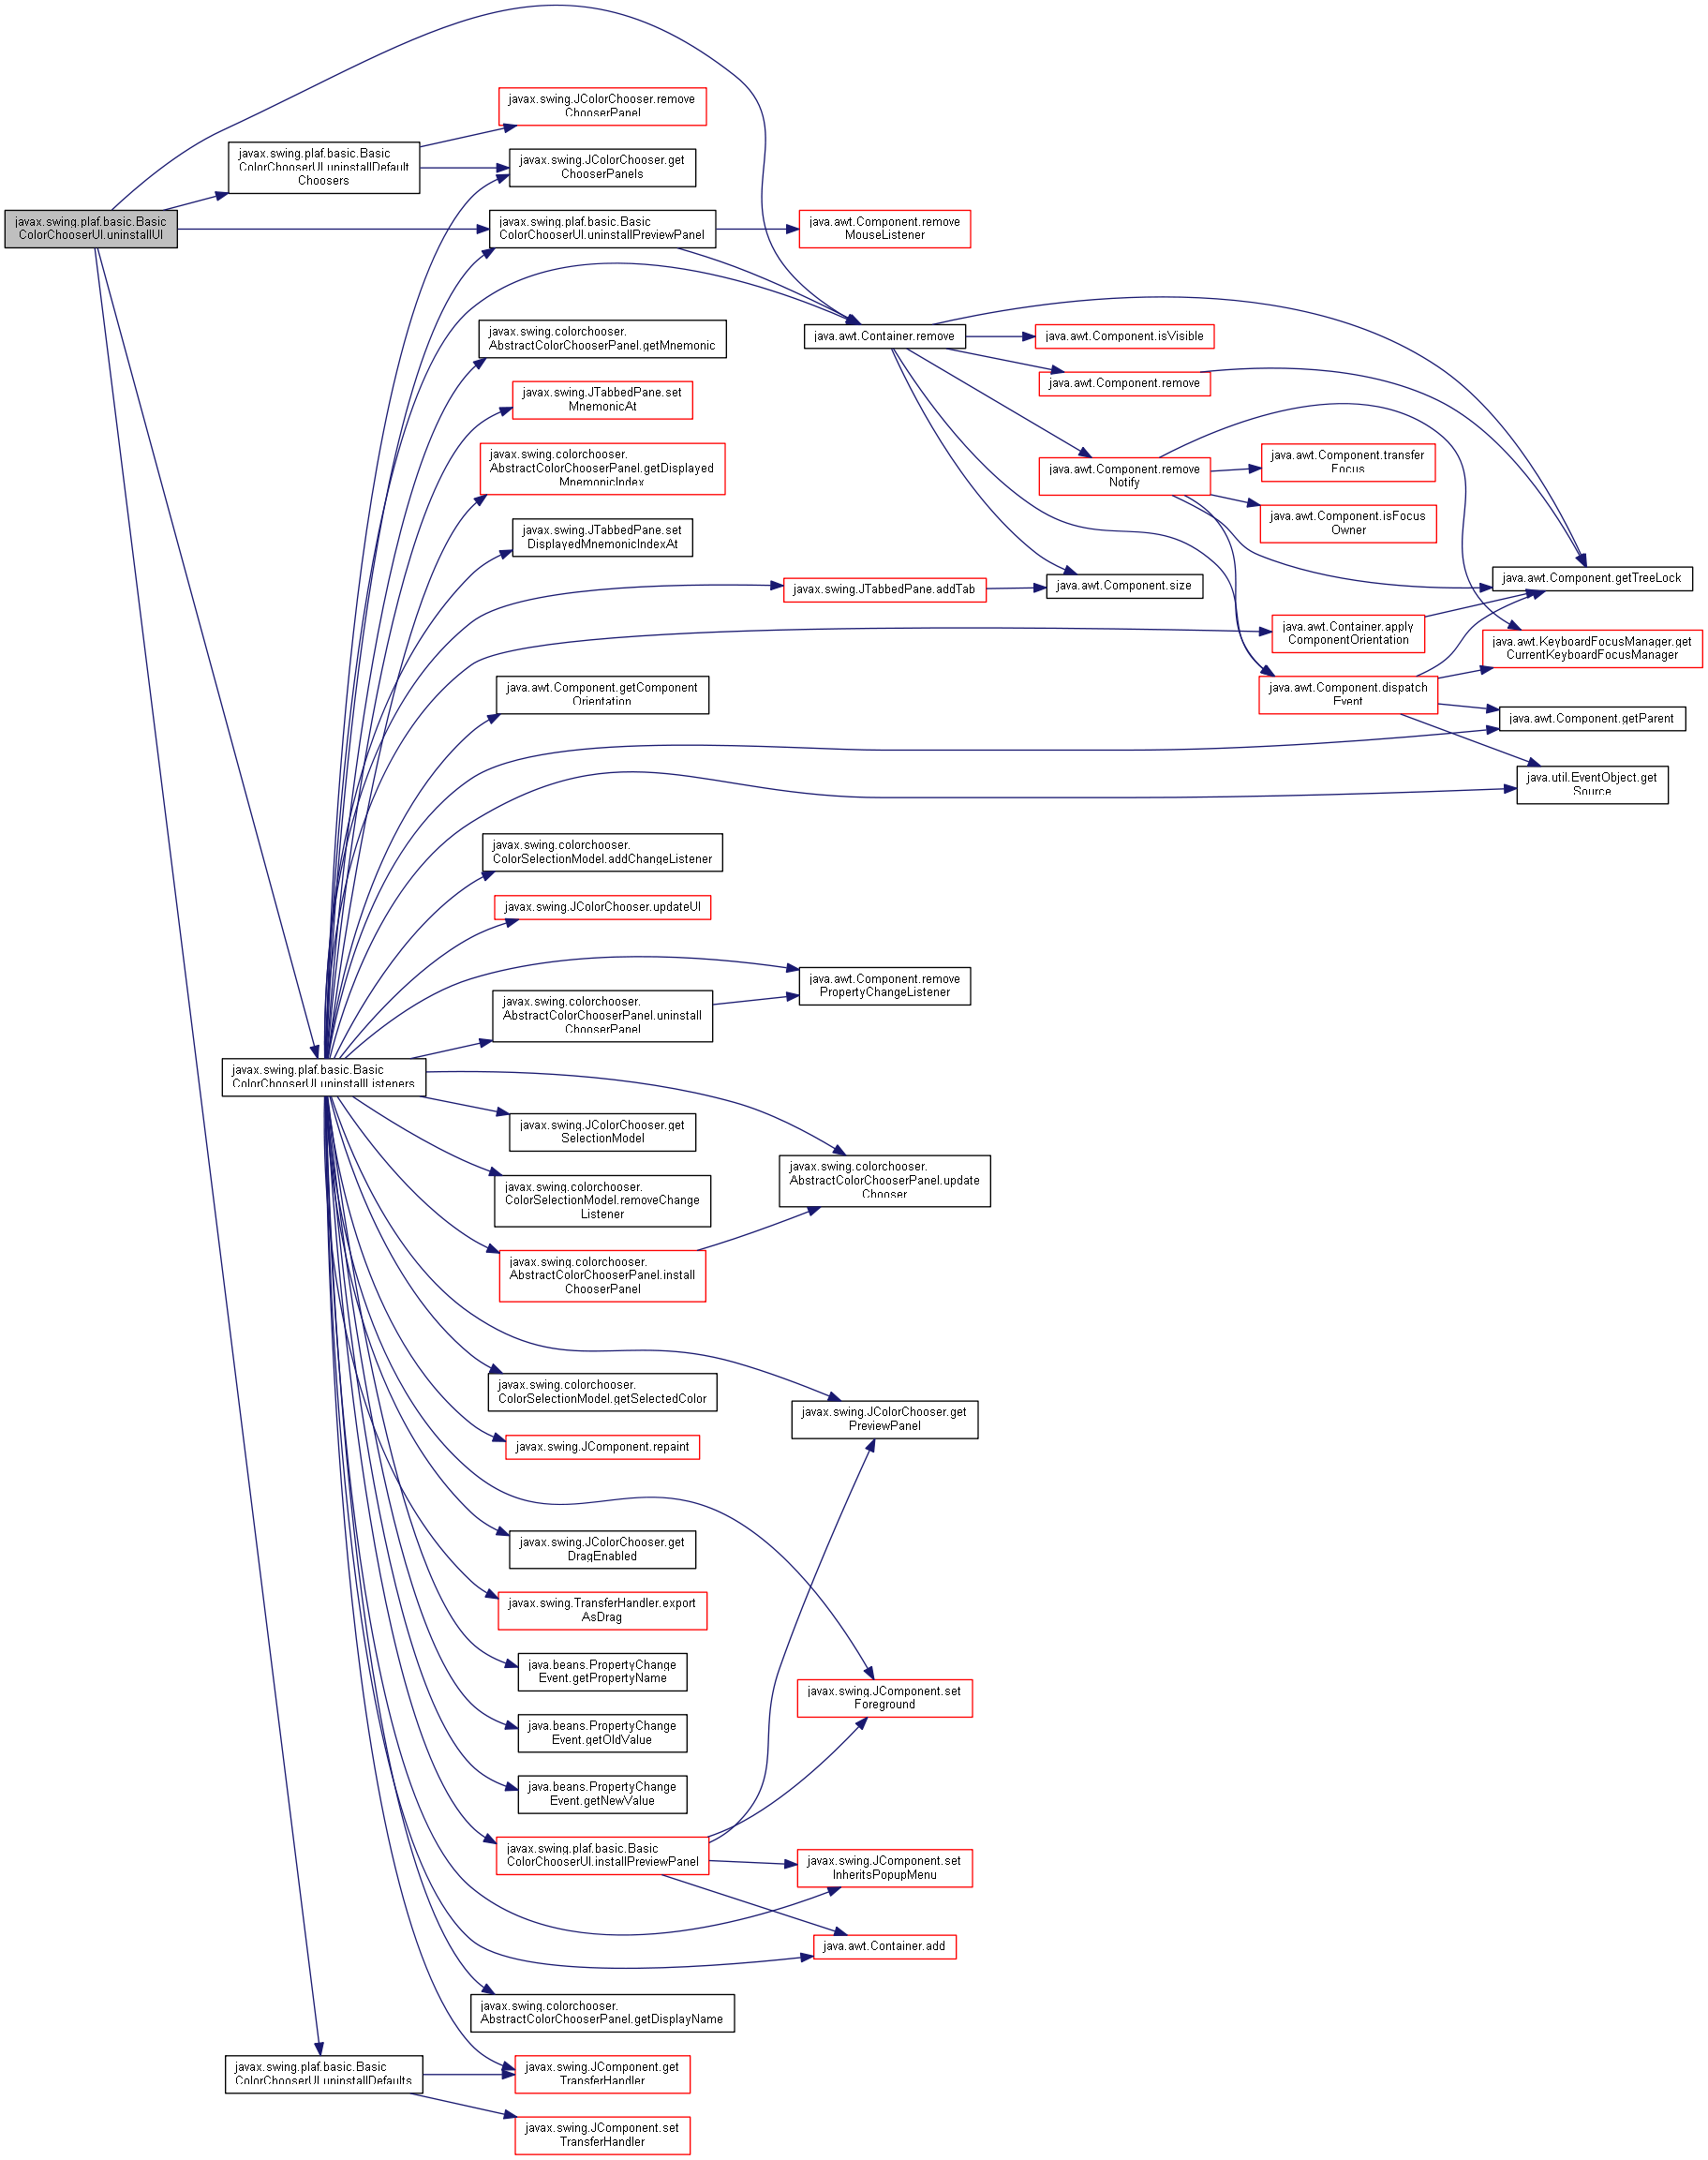 javax.swing.JColorChooser.remove
ChooserPanel
javax.swing.plaf.basic.Basic
ColorChooserUI.uninstallDefault
Choosers
javax.swing.JColorChooser.get
ChooserPanels
javax.swing.plaf.basic.Basic
ColorChooserUI.uninstallUI
javax.swing.plaf.basic.Basic
ColorChooserUI.uninstallPreviewPanel
java.awt.Component.remove
MouseListener
javax.swing.colorchooser.
AbstractColorChooserPanel.getMnemonic
java.awt.Container.remove
java.awt.Component.isVisible
javax.swing.JTabbedPane.set
MnemonicAt
java.awt.Component.remove
javax.swing.colorchooser.
AbstractColorChooserPanel.getDisplayed
MnemonicIndex
java.awt.Component.remove
Notify
java.awt.Component.transfer
Focus
java.awt.Component.isFocus
Owner
javax.swing.JTabbedPane.set
DisplayedMnemonicIndexAt
javax.swing.JTabbedPane.addTab
java.awt.Component.size
java.awt.Component.getTreeLock
java.awt.Container.apply
ComponentOrientation
java.awt.KeyboardFocusManager.get
CurrentKeyboardFocusManager
java.awt.Component.getComponent
Orientation
java.awt.Component.dispatch
Event
java.awt.Component.getParent
java.util.EventObject.get
Source
javax.swing.colorchooser.
ColorSelectionModel.addChangeListener
javax.swing.JColorChooser.updateUI
java.awt.Component.remove
PropertyChangeListener
javax.swing.colorchooser.
AbstractColorChooserPanel.uninstall
ChooserPanel
javax.swing.plaf.basic.Basic
ColorChooserUI.uninstallListeners
javax.swing.JColorChooser.get
SelectionModel
javax.swing.colorchooser.
AbstractColorChooserPanel.update
Chooser
javax.swing.colorchooser.
ColorSelectionModel.removeChange
Listener
javax.swing.colorchooser.
AbstractColorChooserPanel.install
ChooserPanel
javax.swing.colorchooser.
ColorSelectionModel.getSelectedColor
javax.swing.JColorChooser.get
PreviewPanel
javax.swing.JComponent.repaint
javax.swing.JColorChooser.get
DragEnabled
javax.swing.TransferHandler.export
AsDrag
java.beans.PropertyChange
Event.getPropertyName
javax.swing.JComponent.set
Foreground
java.beans.PropertyChange
Event.getOldValue
java.beans.PropertyChange
Event.getNewValue
javax.swing.plaf.basic.Basic
ColorChooserUI.installPreviewPanel
javax.swing.JComponent.set
InheritsPopupMenu
java.awt.Container.add
javax.swing.colorchooser.
AbstractColorChooserPanel.getDisplayName
javax.swing.plaf.basic.Basic
ColorChooserUI.uninstallDefaults
javax.swing.JComponent.get
TransferHandler
javax.swing.JComponent.set
TransferHandler